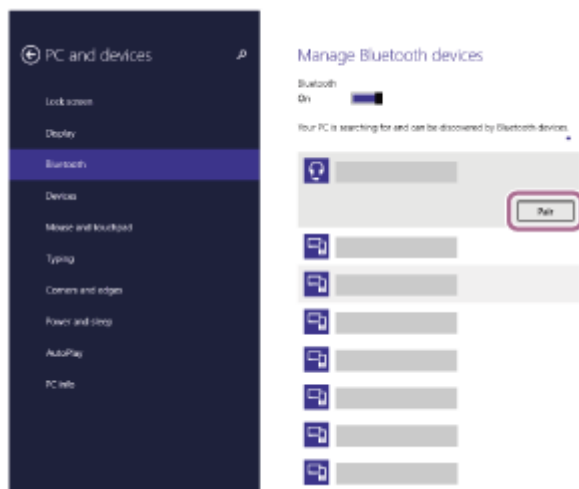 PC and devices
Lock screen
Display
Bluetooth
Devices
Mouse and touchpad
Typing
Corners and edges
Power and sleep
AutoPlay
PC info
Manage Bluetooth devices
Bluetooth
On
Your PC is searching for and can be discovered by Bluetooth devices.
Pair